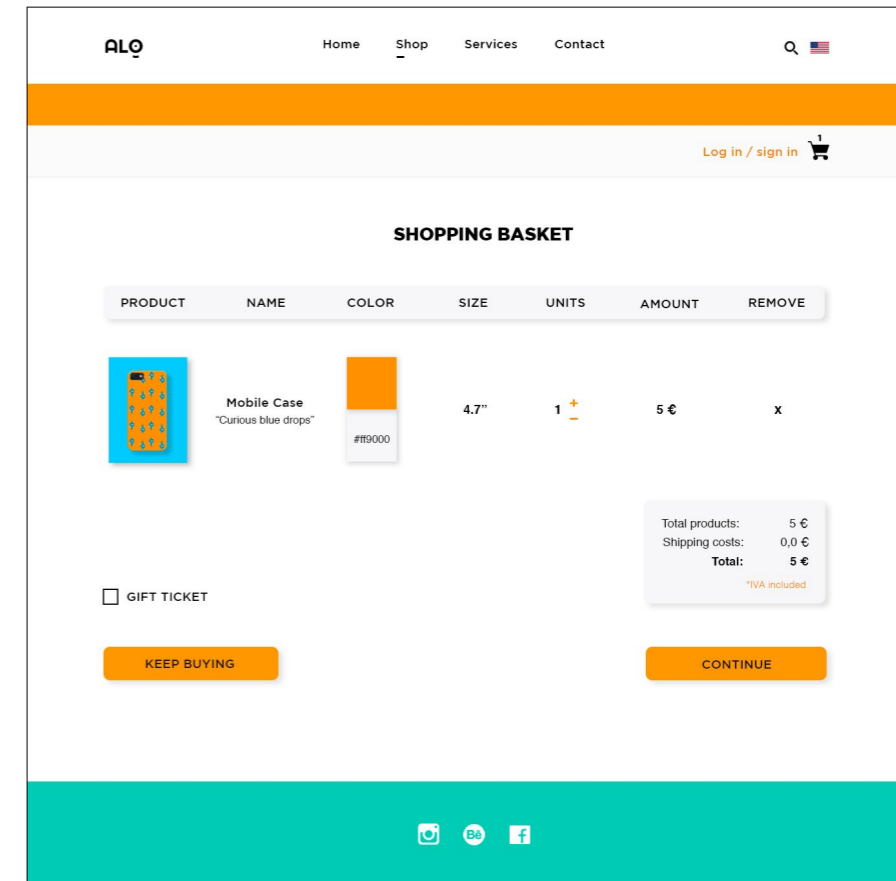 ALO
Home Shop Services Contact
1
Log in / sign in
SHOPPING BASKET
PRODUCT NAME COLOR SIZE UNITS AMOUNT REMOVE
Mobile Case
“Curious blue drops”
#ff9000
4.7”
1 + –
5 €
x
Total products: 5 €
Shipping costs: 0,0 €
Total: 5 €
*IVA included
GIFT TICKET
KEEP BUYING
CONTINUE
Bē
f